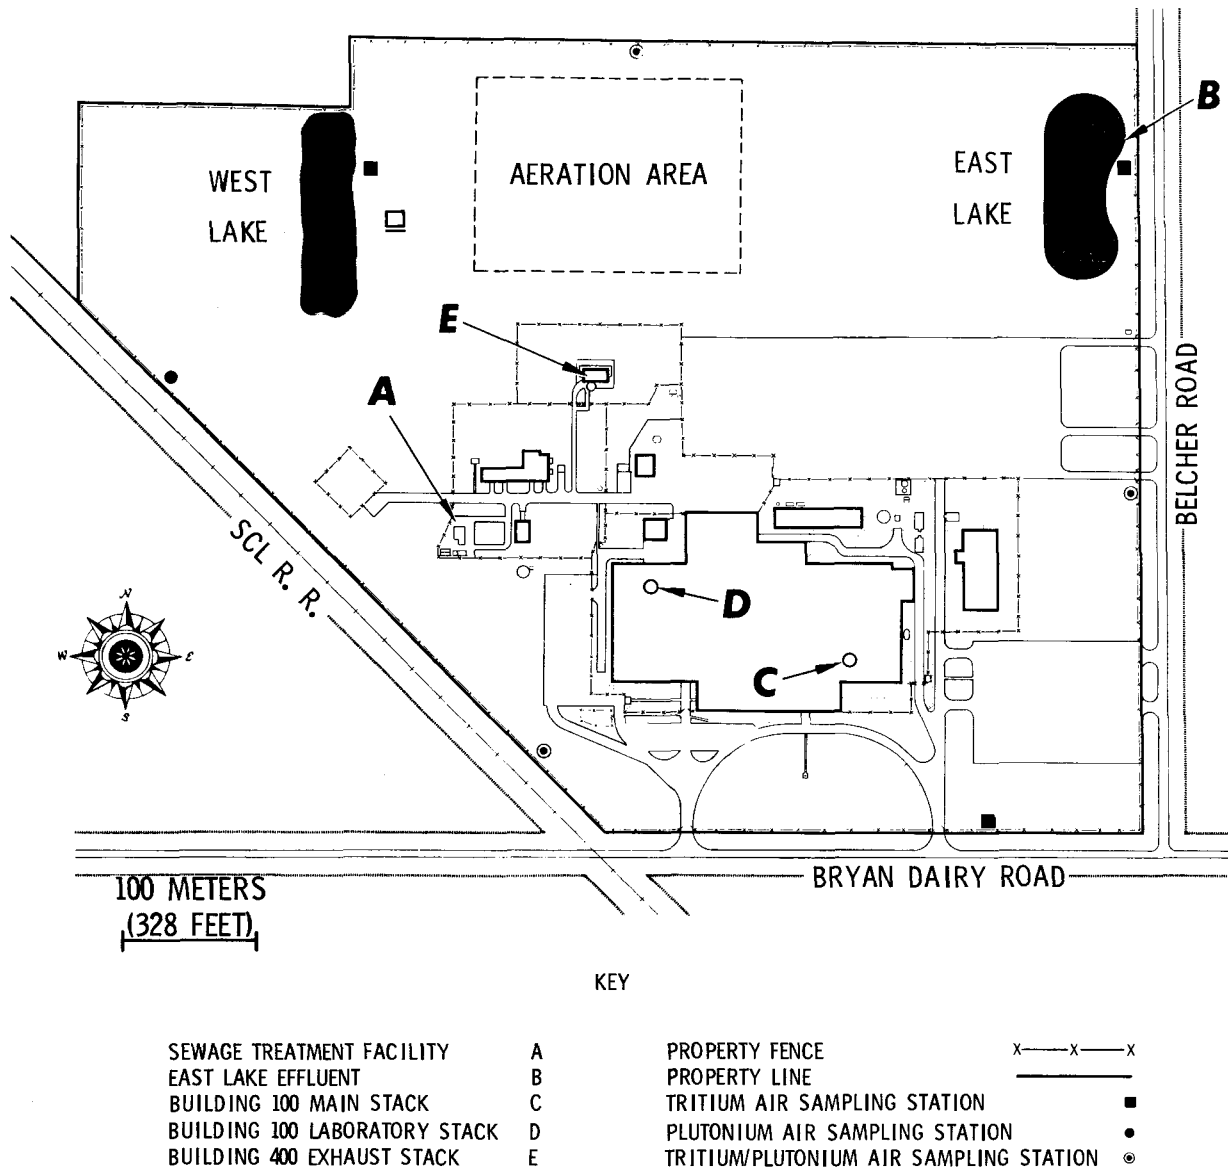 B
WEST
LAKE
AERATION AREA
EAST
LAKE
E
A
BELCHER ROAD
SCL R. R.
D
C
N
W
E
S
BRYAN DAIRY ROAD
100 METERS
(328 FEET)
KEY
SEWAGE TREATMENT FACILITY A
EAST LAKE EFFLUENT B
BUILDING 100 MAIN STACK C
BUILDING 100 LABORATORY STACK D
BUILDING 400 EXHAUST STACK E
PROPERTY FENCE X X X
PROPERTY LINE
TRITIUM AIR SAMPLING STATION
PLUTONIUM AIR SAMPLING STATION
TRITIUM/PLUTONIUM AIR SAMPLING STATION